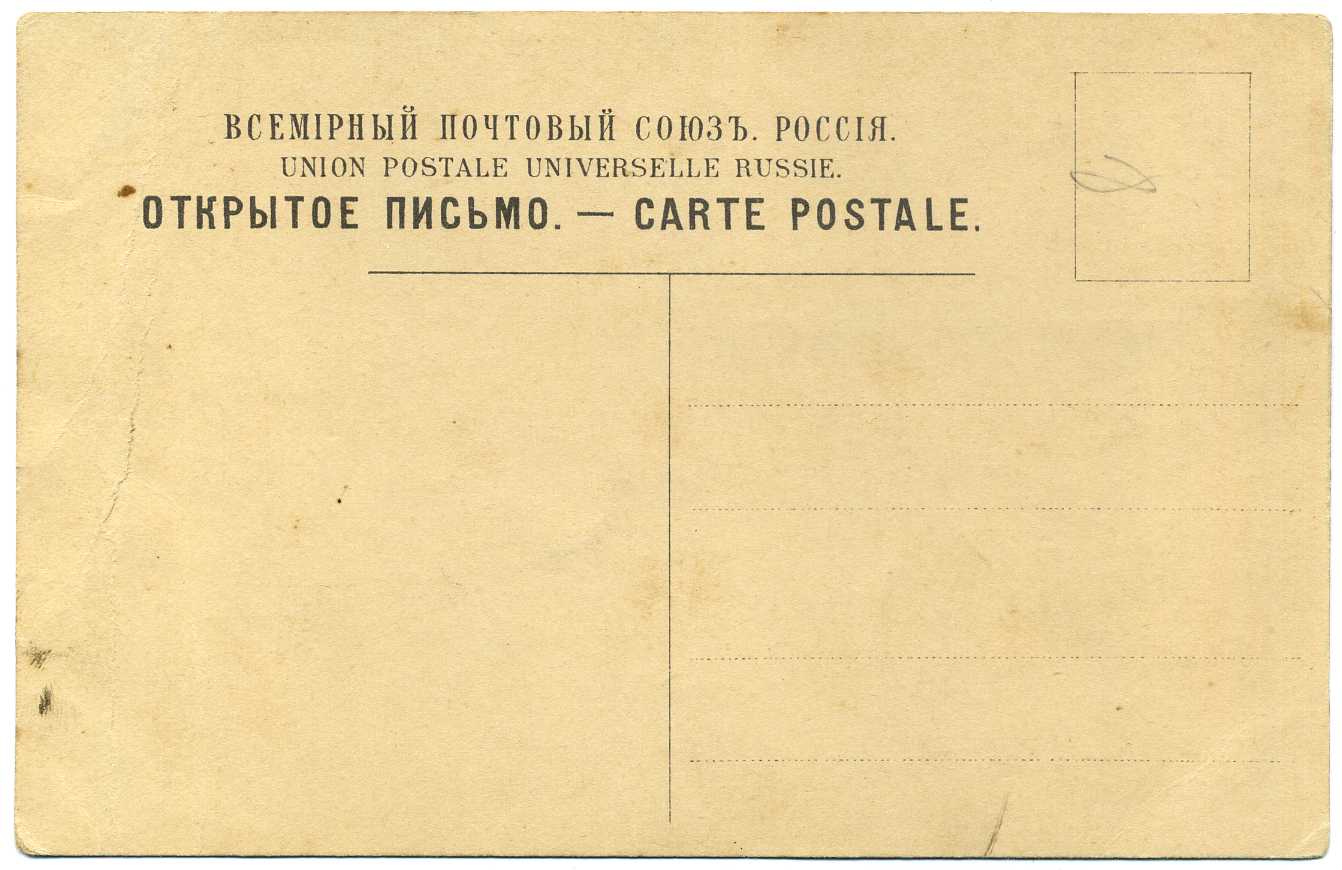 ВСЕМІРНЫЙ ПОЧТОВЫЙ СОЮЗЪ. РОССІЯ.
UNION POSTALE UNIVERSELLE RUSSIE.
ОТКРЫТОЕ ПИСЬМО. — CARTE POSTALE.